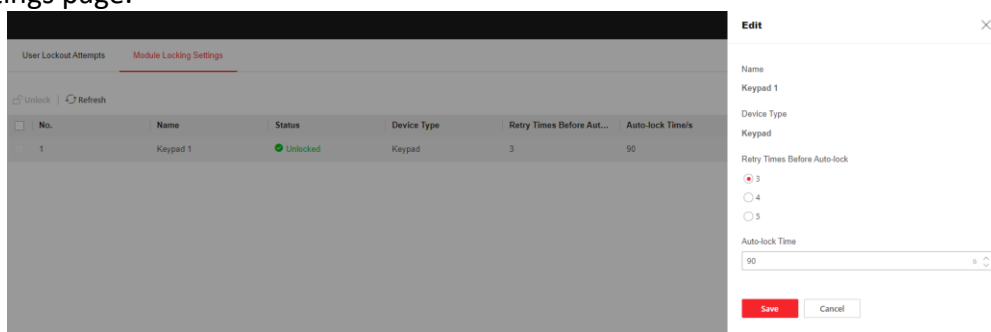 ings page.
User Lockout Attempts Module Locking Settings
Unlock | Refresh
No. Name Status Device Type Retry Times Before Aut... Auto-lock Time/s
1 Keypad 1 Unlocked Keypad 3 90
Edit
Name
Keypad 1
Device Type
Keypad
Retry Times Before Auto-lock
3
4
5
Auto-lock Time
90 s
Save Cancel